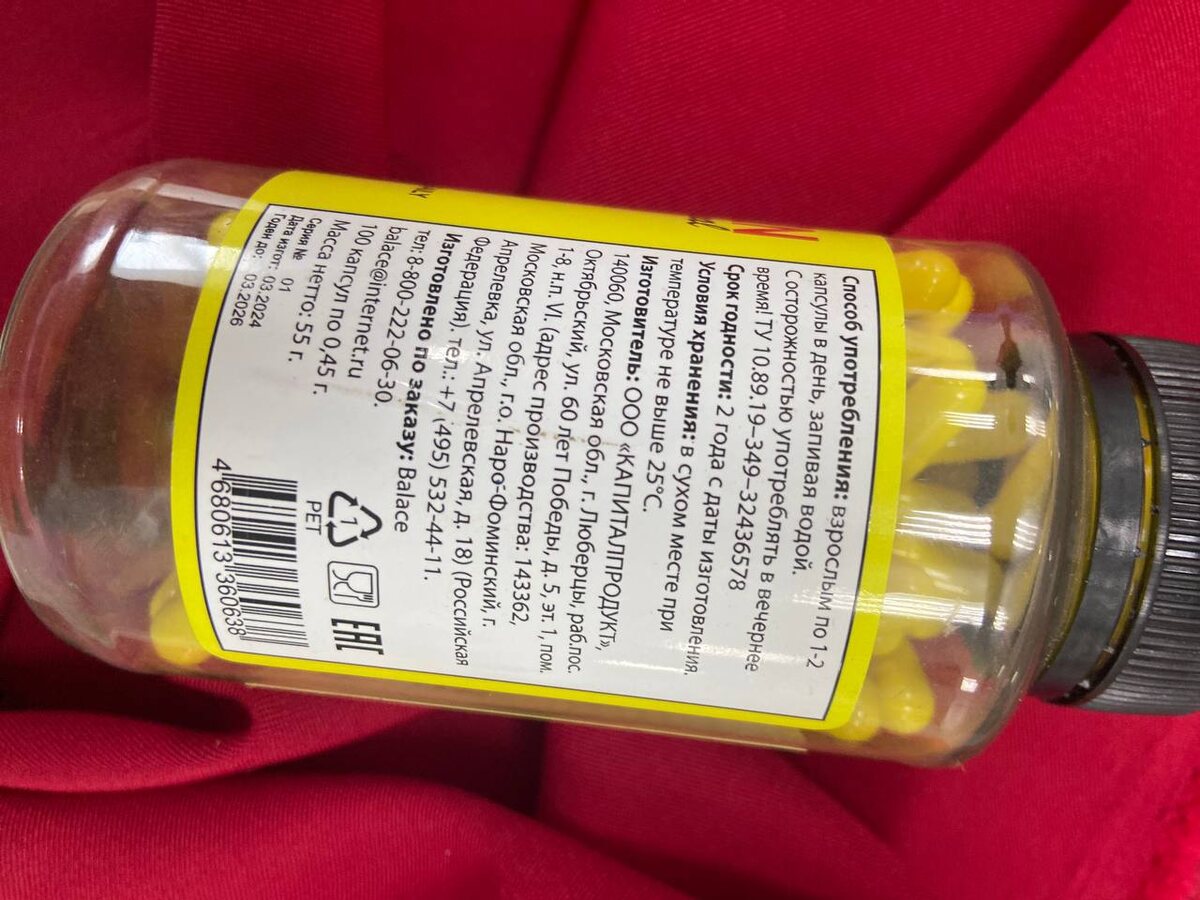 Способ употребления: взрослым по 1-2
капсулы в день, запивая водой.
Состорожностью употреблять в вечернее
время! ТУ 10.89.19–349–32436578
Срок годности: 2 года с даты изготовления.
Условия хранения: в сухом месте при
температуре не выше 25°С.
Изготовитель: ООО «КАПИТАЛПРОДУКТ»,
140060, Московская обл., г. Люберцы, раб.пос.
Октябрьский, ул. 60 лет Победы, д. 5, эт. 1, пом.
1-8, н.п. VI, (адрес производства: 143362,
Московская обл., г.о. Наро-Фоминский, г.
Апрелевка, ул. Апрелевская, д. 18) (Российская
Федерация), тел.: +7 (495) 532-44-11.
Изготовлено по заказу: Balace
тел: 8-800-222-06-30.
balace@internet.ru
100 капсул по 0,45 г.
Масса нетто: 55 г.
Серия № 01
Дата изгот: 03.2024
Годен до: 03.2026
1
PET
EAC
4680613 360638